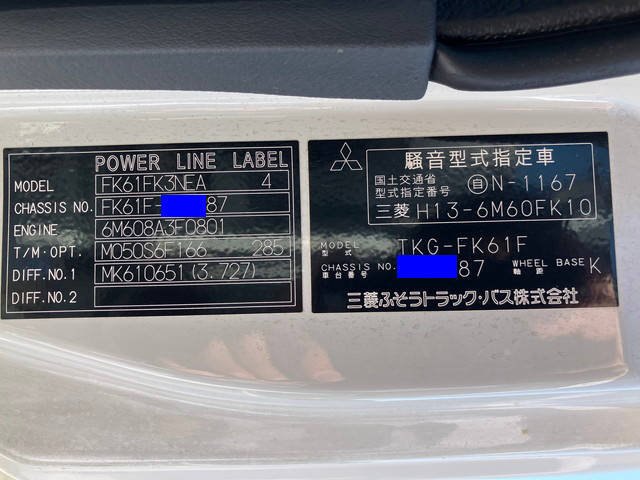 POWER LINE LABEL
MODEL FK61FK3NEA 4
CHASSIS NO. FK61F- 87
ENGINE 6M608A3F0801
T/M・OPT. M050S6F166 285
DIFF.NO.1 MK610651(3.727)
DIFF.NO.2
騒音型式指定車
国土交通省
型式指定番号 自N-1167
三菱 H13-6M60FK10
MODEL
型式 TKG-FK61F
CHASSIS NO.
車台番号 87
WHEEL BASE
軸距 K
三菱ふそうトラック・バス株式会社